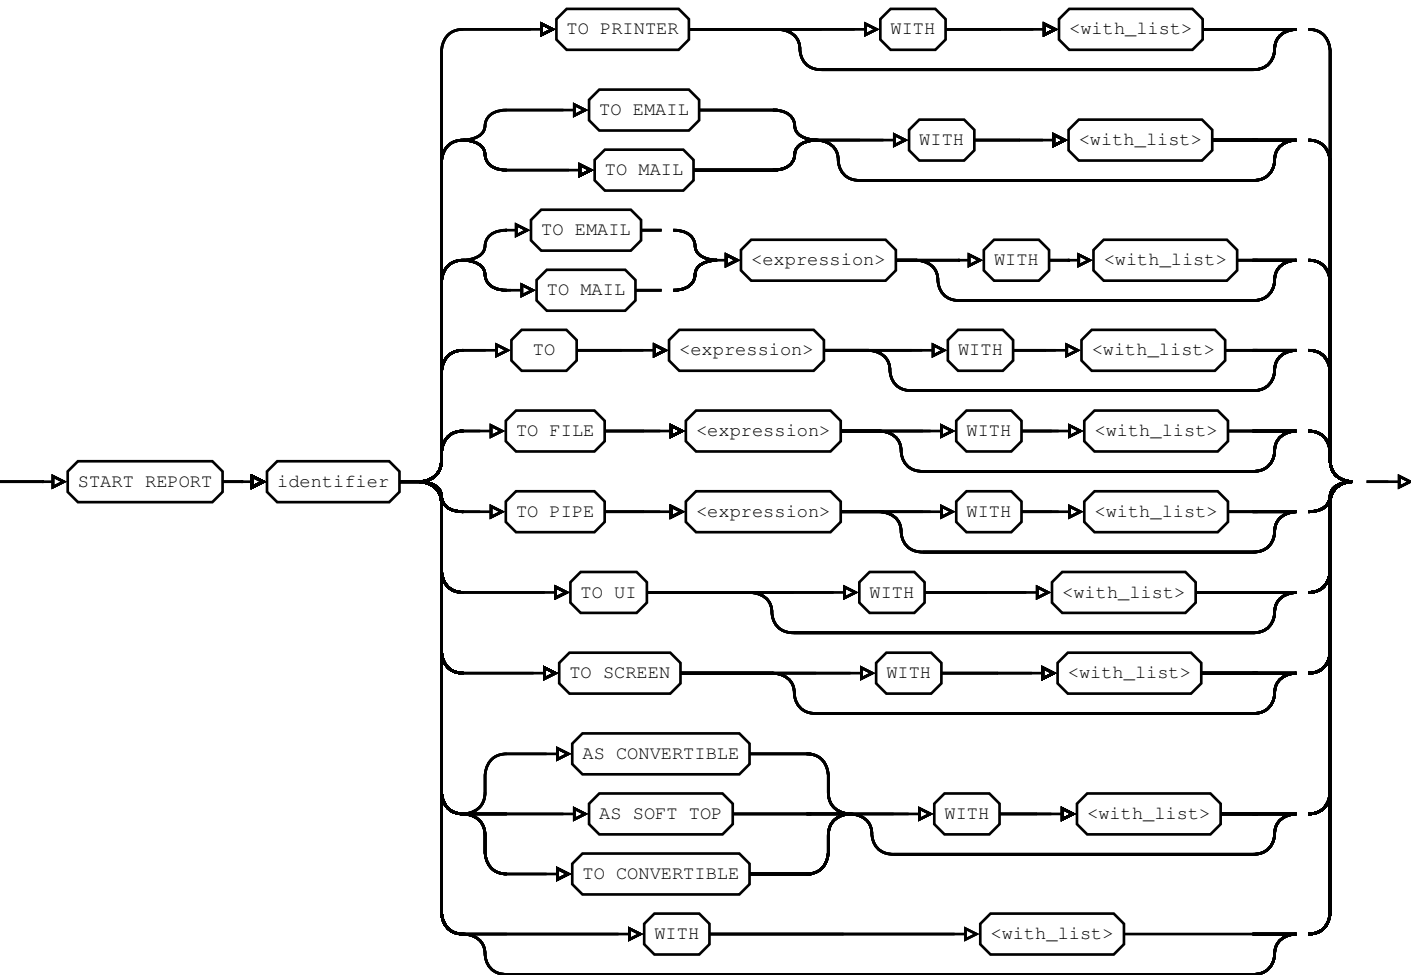 TO PRINTER WITH <with_list>
TO EMAIL
WITH <with_list>
TO MAIL
TO EMAIL
<expression> WITH <with_list>
TO MAIL
TO <expression> WITH <with_list>
TO FILE <expression> WITH <with_list>
START REPORT identifier
TO PIPE <expression> WITH <with_list>
TO UI WITH <with_list>
TO SCREEN WITH <with_list>
AS CONVERTIBLE
AS SOFT TOP WITH <with_list>
TO CONVERTIBLE
WITH <with_list>